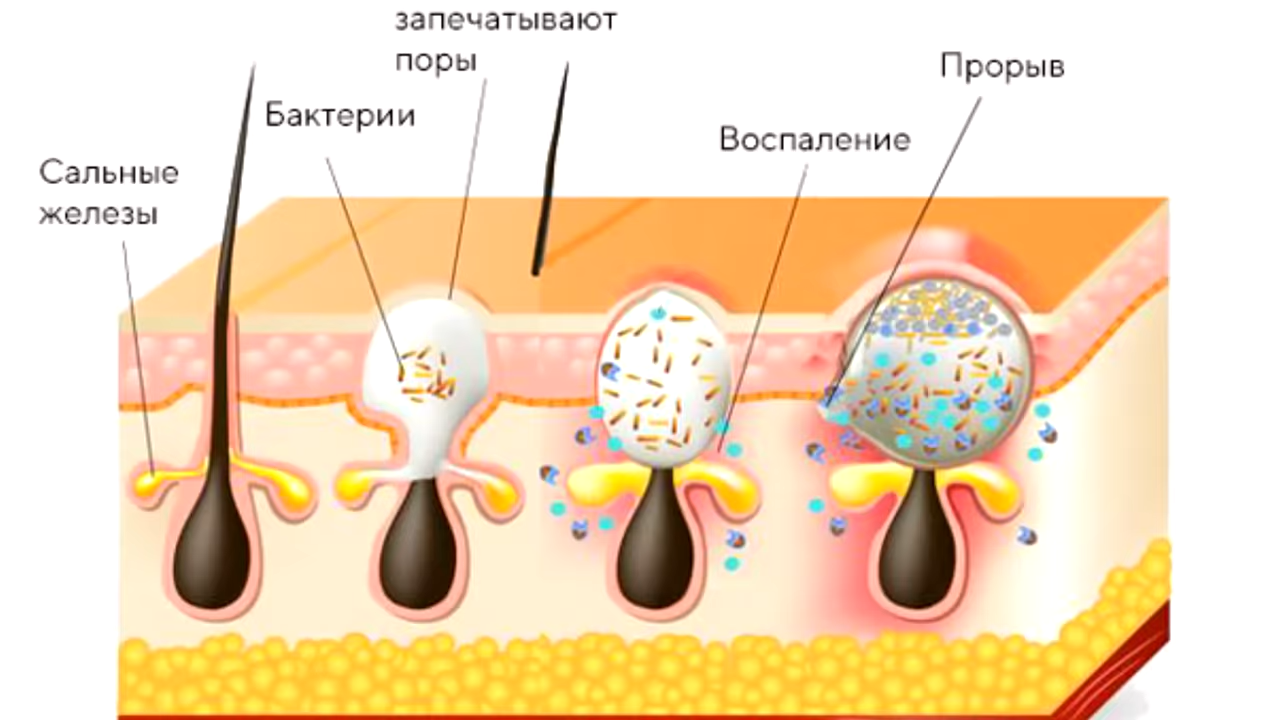 запечатывают
поры
Прорыв
Бактерии
Воспаление
Сальные
железы